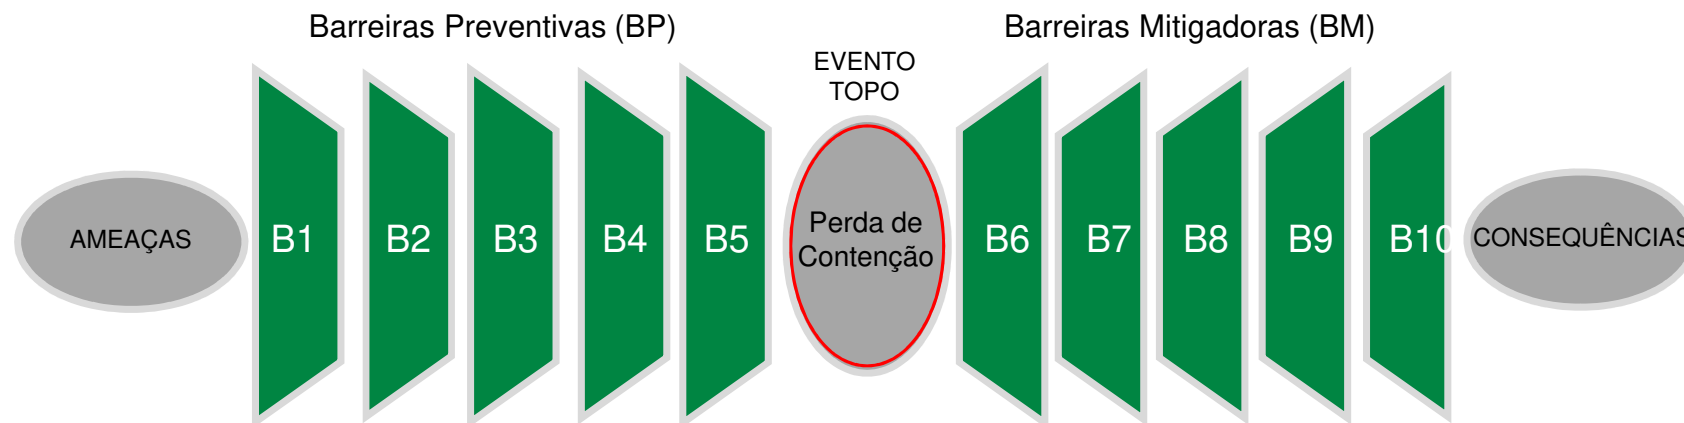 Barreiras Preventivas (BP)
Barreiras Mitigadoras (BM)
EVENTO
TOPO
AMEAÇAS
B1
B2
B3
B4
B5
Perda de
Contenção
B6
B7
B8
B9
B10
CONSEQUÊNCIAS